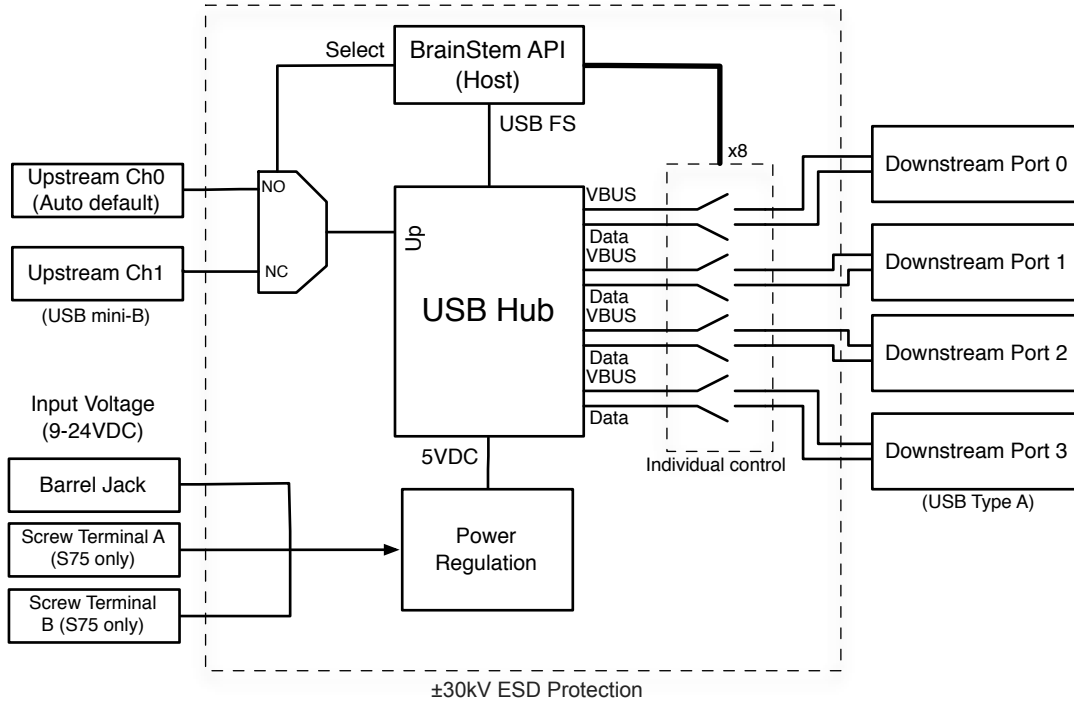 BrainStem API
(Host)
Select
USB FS
x8
Upstream Ch0
(Auto default)
NO
Upstream Ch1
NC
(USB mini-B)
Up
USB Hub
VBUS
Data
VBUS
Data
VBUS
Data
VBUS
Data
Individual control
Downstream Port 0
Downstream Port 1
Downstream Port 2
Downstream Port 3
(USB Type A)
Input Voltage
(9-24VDC)
Barrel Jack
Screw Terminal A
(S75 only)
Screw Terminal
B (S75 only)
5VDC
Power
Regulation
±30kV ESD Protection